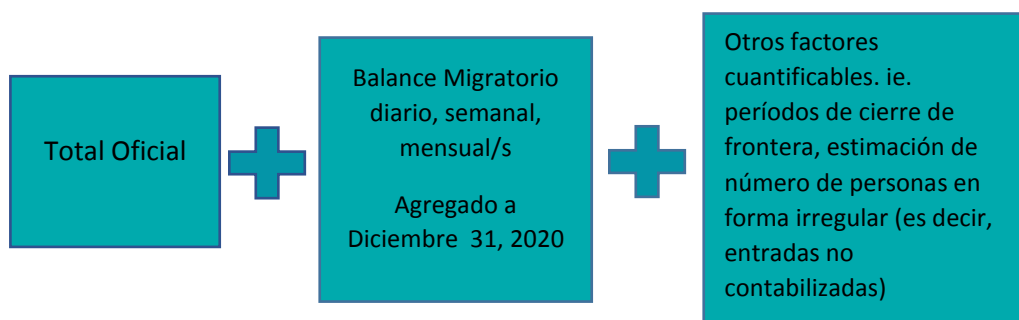 Total Oficial
Balance Migratorio
diario, semanal,
mensual/s
Agregado a
Diciembre 31, 2020
Otros factores
cuantificables. ie.
períodos de cierre de
frontera, estimación de
número de personas en
forma irregular (es decir,
entradas no
contabilizadas)